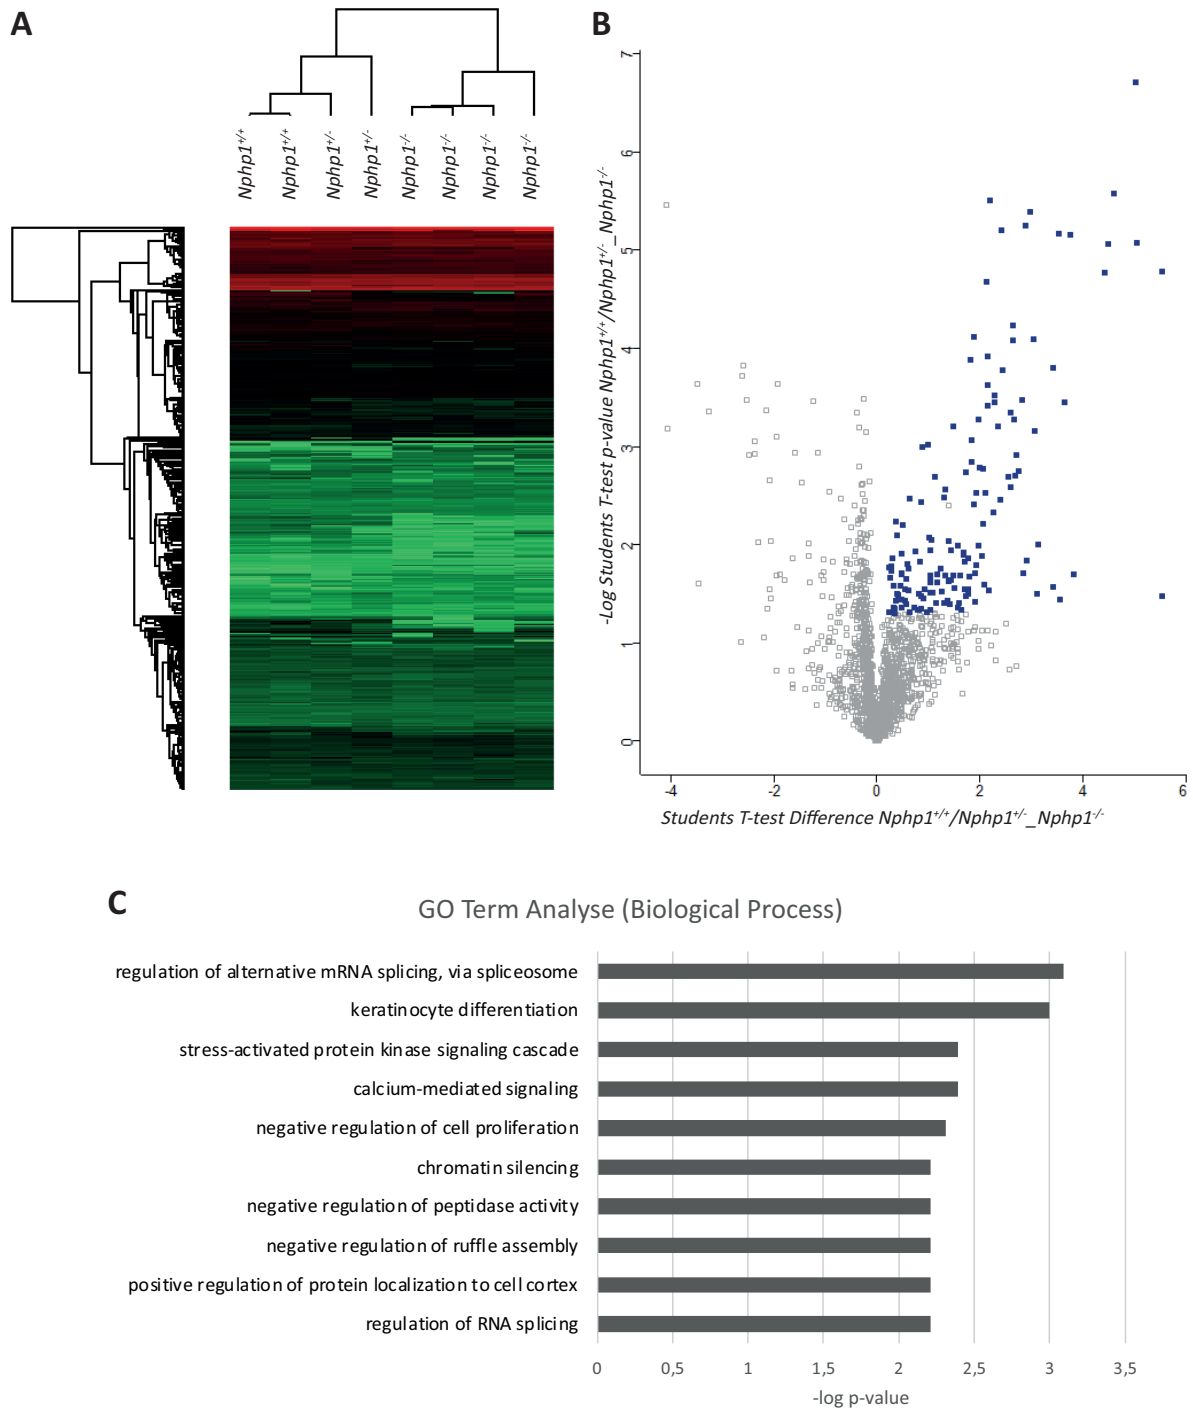 A
B
Nphp1+/+
Nphp1+/+
Nphp1+/-
Nphp1+/-
Nphp1-/-
Nphp1-/-
Nphp1-/-
Nphp1-/-
-Log Students T-test p-value Nphp1+/+/Nphp1+/-_Nphp1-/-
7
6
5
4
3
2
1
0
-4
-2
0
2
4
6
Students T-test Difference Nphp1+/+/Nphp1+/-_Nphp1-/-
C
GO Term Analyse (Biological Process)
regulation of alternative mRNA splicing, via spliceosome
keratinocyte differentiation
stress-activated protein kinase signaling cascade
calcium-mediated signaling
negative regulation of cell proliferation
chromatin silencing
negative regulation of peptidase activity
negative regulation of ruffle assembly
positive regulation of protein localization to cell cortex
regulation of RNA splicing
0
0,5
1
1,5
2
2,5
3
3,5
-log p-value